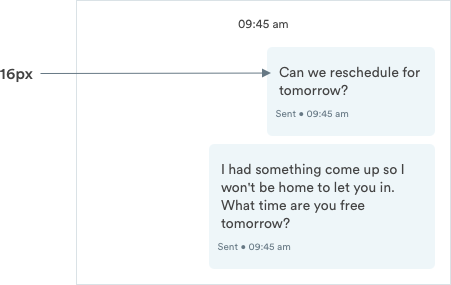 09:45 am
16px
Can we reschedule for
tomorrow?
Sent • 09:45 am
I had something come up so I
won't be home to let you in.
What time are you free
tomorrow?
Sent • 09:45 am